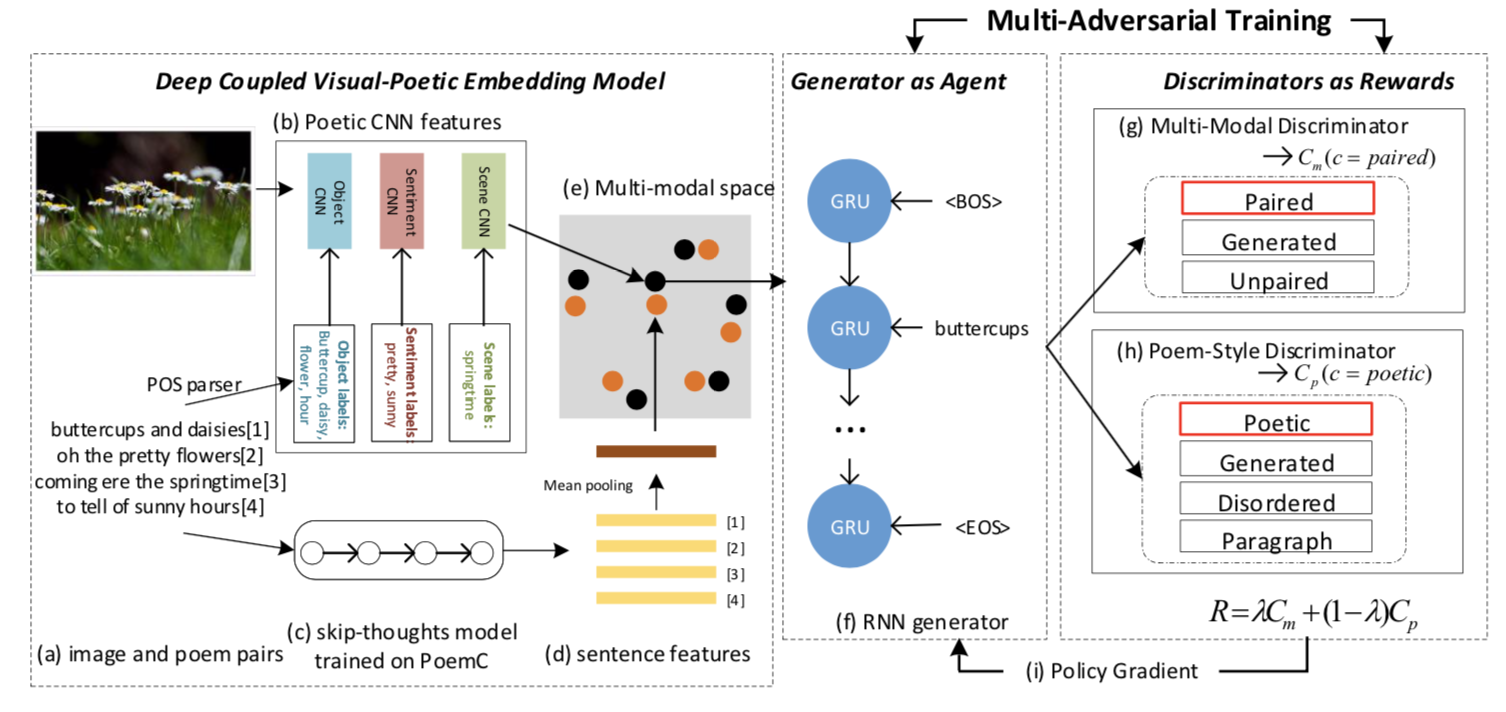 Multi-Adversarial Training
Deep Coupled Visual-Poetic Embedding Model
(b) Poetic CNN features
Object
CNN
Sentiment
CNN
Scene CNN
Object labels:
Buttercup, daisy,
flower, hour
Sentiment labels:
pretty, sunny
Scene labels:
springtime
POS parser
buttercups and daisies[1]
oh the pretty flowers[2]
coming ere the springtime[3]
to tell of sunny hours[4]
(a) image and poem pairs
(c) skip-thoughts model
trained on PoemC
(e) Multi-modal space
Mean pooling
[1]
[2]
[3]
[4]
(d) sentence features
Generator as Agent
GRU
<BOS>
GRU
buttercups
...
GRU
<EOS>
(f) RNN generator
Discriminators as Rewards
(g) Multi-Modal Discriminator
C_m (c = paired)
Paired
Generated
Unpaired
(h) Poem-Style Discriminator
C_p (c = poetic)
Poetic
Generated
Disordered
Paragraph
R=λC_m+(1−λ)C_p
(i) Policy Gradient